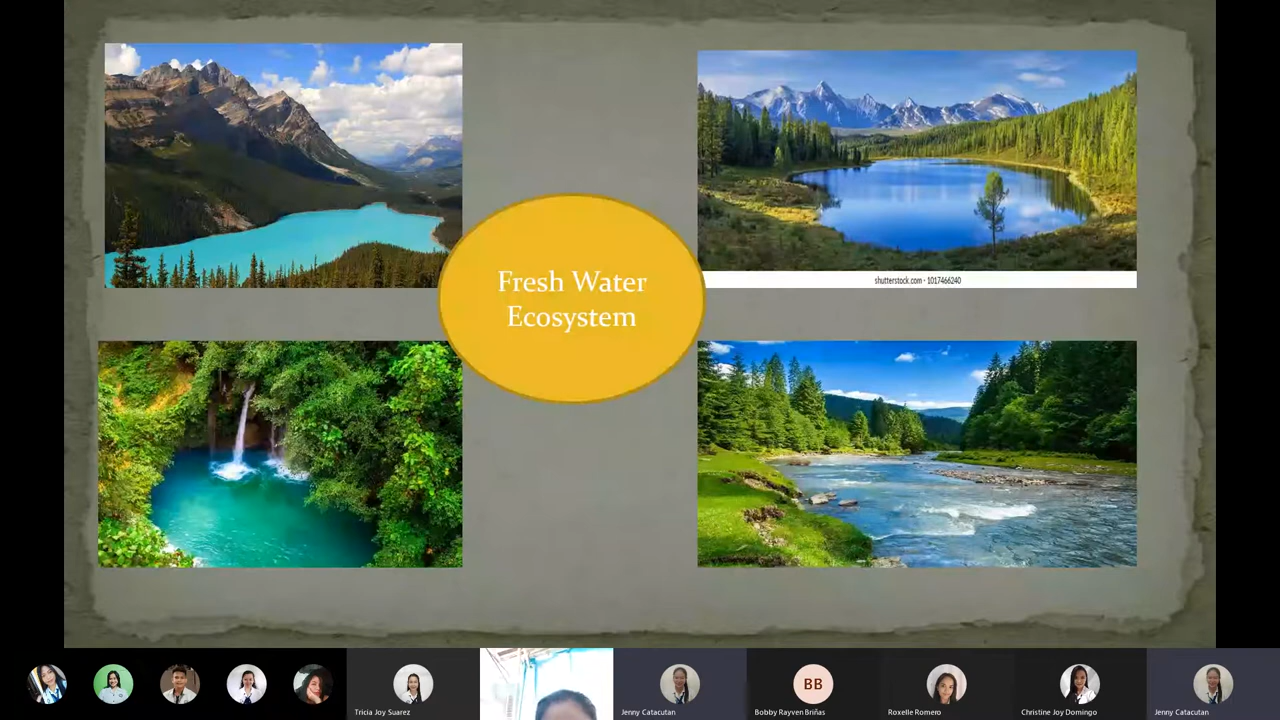 shutterstock.com · 1017466240
Fresh Water
Ecosystem
Tricia Joy Suarez
Jenny Catacutan
BB
Bobby Rayven Briñas
Roxelle Romero
Christine Joy Domingo
Jenny Catacutan